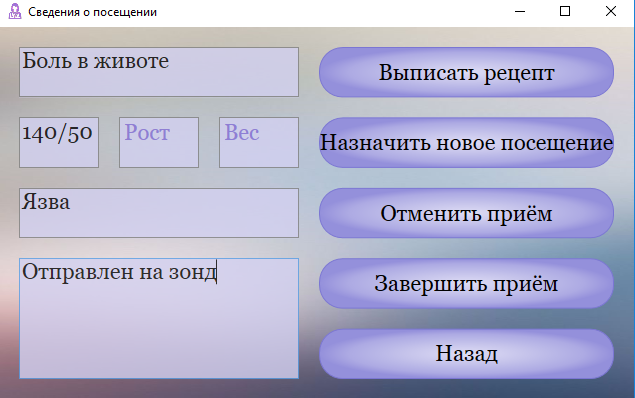 Сведения о посещении
Боль в животе
Выписать рецепт
140/50 Рост Вес
Назначить новое посещение
Язва
Отменить приём
Отправлен на зонд
Завершить приём
Назад